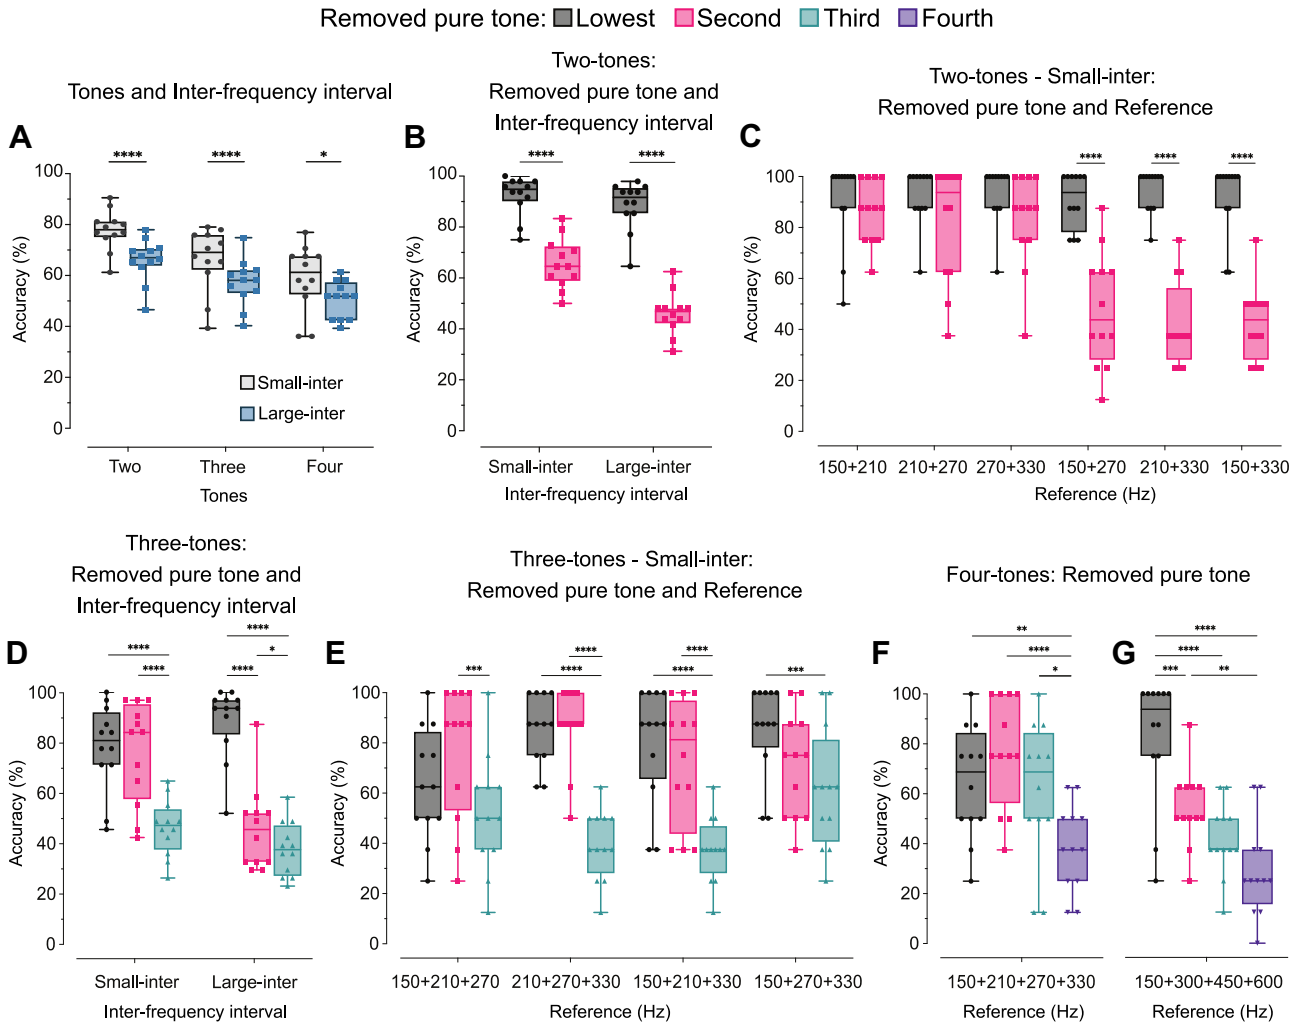 Removed pure tone: Lowest Second Third Fourth
Tones and Inter-frequency interval
Two-tones:
Removed pure tone and
Inter-frequency interval
Two-tones - Small-inter:
Removed pure tone and Reference
A
**** **** *
Accuracy (%)
100
80
60
40
20
0
Small-inter
Large-inter
Two Three Four
Tones
B
**** ****
Accuracy (%)
100
80
60
40
20
0
Small-inter Large-inter
Inter-frequency interval
C
**** **** ****
Accuracy (%)
100
80
60
40
20
0
150+210 210+270 270+330 150+270 210+330 150+330
Reference (Hz)
Three-tones:
Removed pure tone and
Inter-frequency interval
Three-tones - Small-inter:
Removed pure tone and Reference
Four-tones: Removed pure tone
D
****
****
****
**** *
Accuracy (%)
100
80
60
40
20
0
Small-inter Large-inter
Inter-frequency interval
E
***
****
****
****
****
***
Accuracy (%)
100
80
60
40
20
0
150+210+270 270+330 150+210+330 150+270+330
Reference (Hz)
F
**
****
*
Accuracy (%)
100
80
60
40
20
0
150+210+270+330
Reference (Hz)
G
****
****
*** **
150+300+450+600
Reference (Hz)